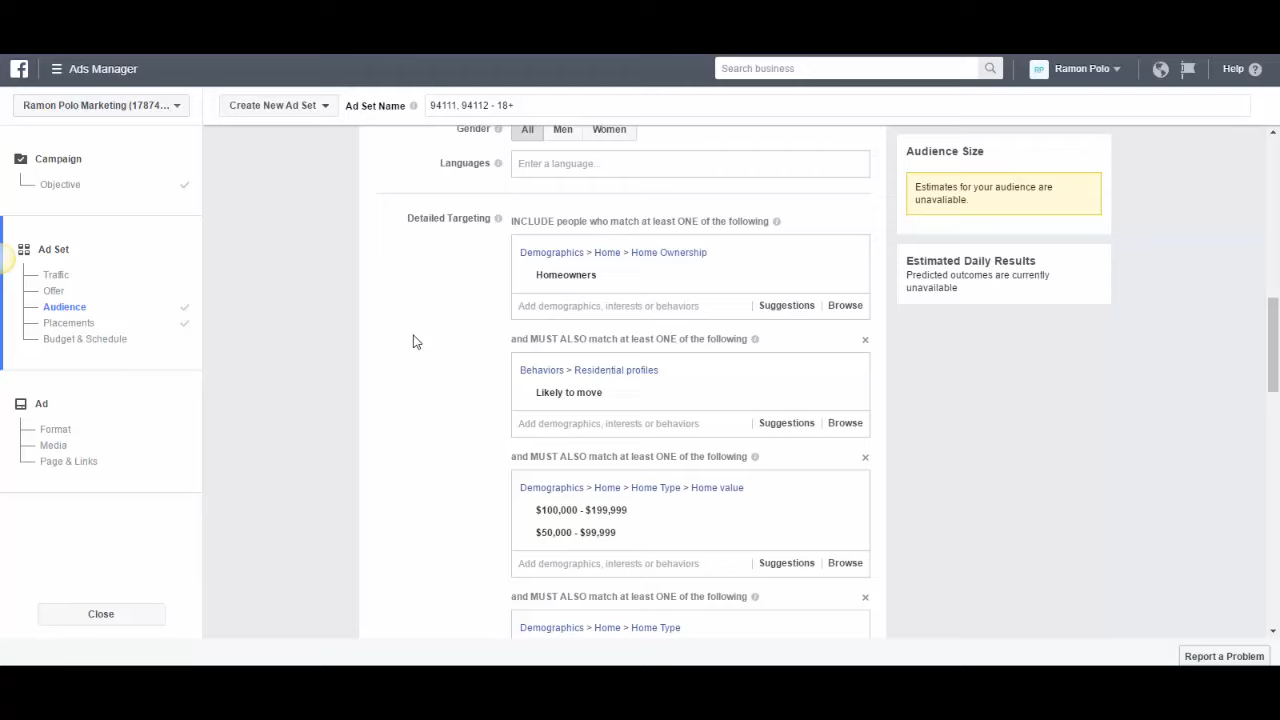 Ads Manager
Search business
RP
Ramon Polo
Help
Ramon Polo Marketing (17874...
Create New Ad Set
Ad Set Name
94111, 94112 - 18+
Campaign
Objective
Ad Set
Traffic
Offer
Audience
Placements
Budget & Schedule
Ad
Format
Media
Page & Links
Close
Gender
All
Men
Women
Languages
Enter a language...
Detailed Targeting
INCLUDE people who match at least ONE of the following
Demographics > Home > Home Ownership
Homeowners
Add demographics, interests or behaviors
Suggestions
Browse
and MUST ALSO match at least ONE of the following
Behaviors > Residential profiles
Likely to move
Add demographics, interests or behaviors
Suggestions
Browse
and MUST ALSO match at least ONE of the following
Demographics > Home > Home Type > Home value
$100,000 - $199,999
$50,000 - $99,999
Add demographics, interests or behaviors
Suggestions
Browse
and MUST ALSO match at least ONE of the following
Demographics > Home > Home Type
Audience Size
Estimates for your audience are
unavailable.
Estimated Daily Results
Predicted outcomes are currently
unavailable
Report a Problem